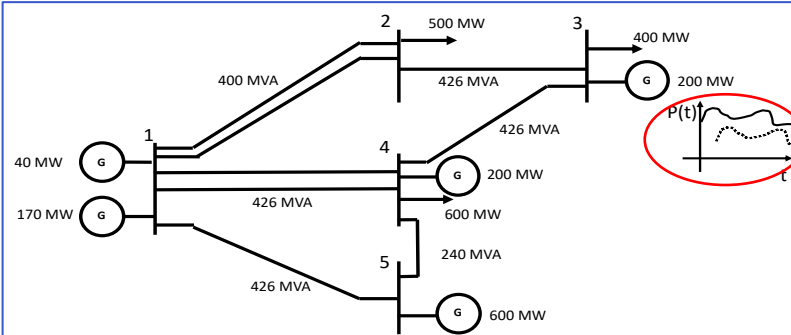 2
500 MW
3
400 MW
400 MVA
426 MVA
G
200 MW
P(t)
1
426 MVA
4
G
40 MW
G
200 MW
t
426 MVA
G
170 MW
600 MW
5
240 MVA
426 MVA
G
600 MW